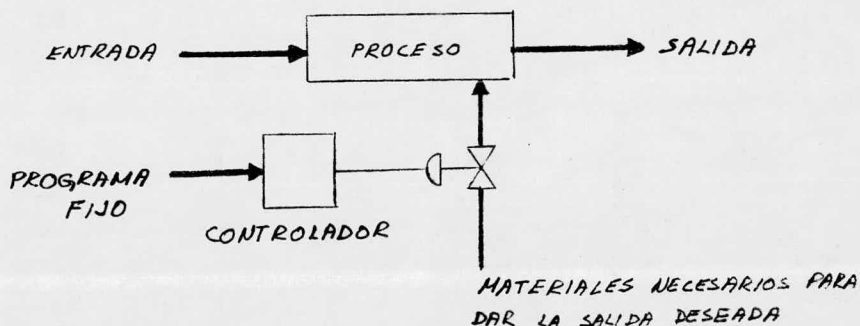 ENTRADA
PROCESO
SALIDA
PROGRAMA
FIJO
CONTROLADOR
MATERIALES NECESARIOS PARA
DAR LA SALIDA DESEADA